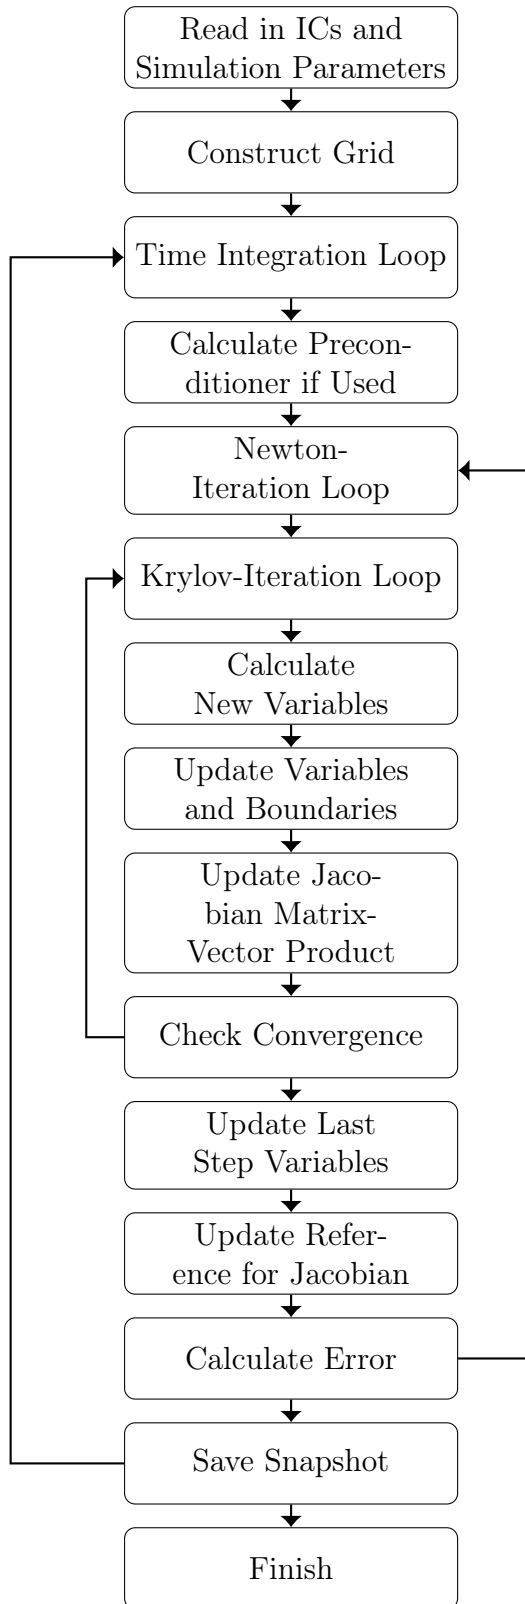 Read in ICs and
Simulation Parameters
Construct Grid
Time Integration Loop
Calculate Precon-
ditioner if Used
Newton-
Iteration Loop
Krylov-Iteration Loop
Calculate
New Variables
Update Variables
and Boundaries
Update Jaco-
bian Matrix-
Vector Product
Check Convergence
Update Last
Step Variables
Update Refer-
ence for Jacobian
Calculate Error
Save Snapshot
Finish